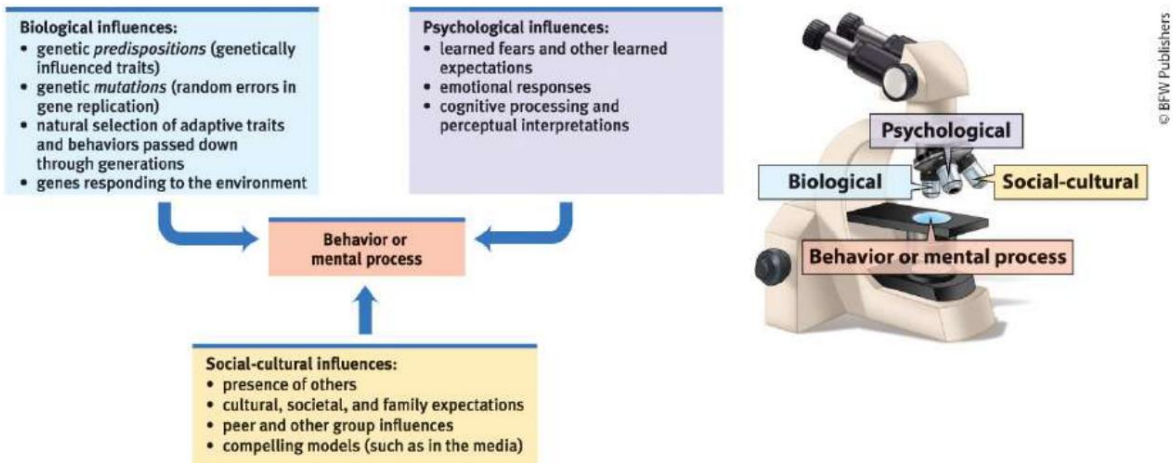 Biological influences:
• genetic predispositions (genetically
influenced traits)
• genetic mutations (random errors in
gene replication)
• natural selection of adaptive traits
and behaviors passed down
through generations
• genes responding to the environment
Psychological influences:
• learned fears and other learned
expectations
• emotional responses
• cognitive processing and
perceptual interpretations
Behavior or
mental process
Social-cultural influences:
• presence of others
• cultural, societal, and family expectations
• peer and other group influences
• compelling models (such as in the media)
Psychological
Biological
Social-cultural
Behavior or mental process
© BFW Publishers